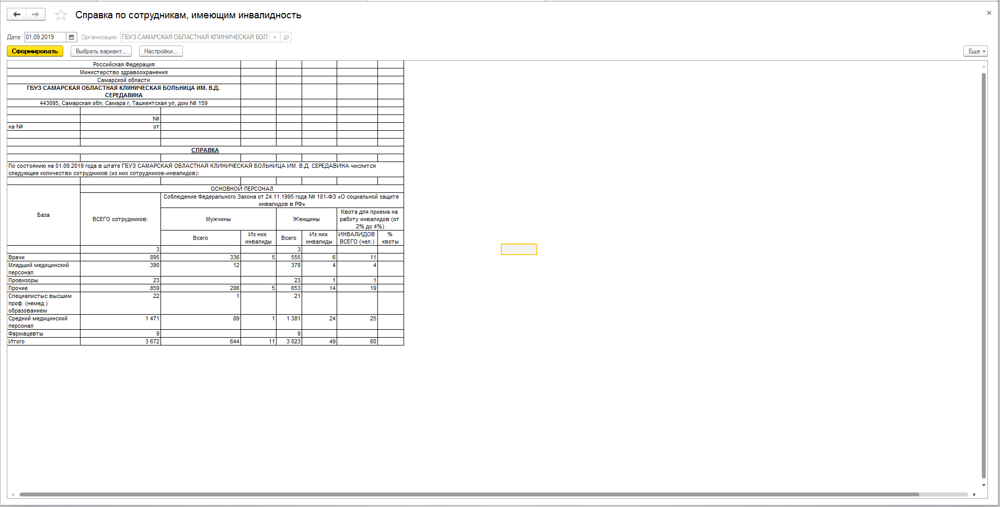 Справка по сотрудникам, имеющим инвалидность
Дата: 01.09.2019 Организация: ГБУЗ САМАРСКАЯ ОБЛАСТНАЯ КЛИНИЧЕСКАЯ БОЛ
Сформировать Выбрать вариант... Настройки... Еще
Российская Федерация
Министерство здравоохранения
Самарской области
ГБУЗ САМАРСКАЯ ОБЛАСТНАЯ КЛИНИЧЕСКАЯ БОЛЬНИЦА ИМ. В.Д.
СЕРЕДАВИНА
443095, Самарская обл, Самара г, Ташкентская ул, дом № 159
№
на № от
СПРАВКА
По состоянию на 01.09.2019 года в штате ГБУЗ САМАРСКАЯ ОБЛАСТНАЯ КЛИНИЧЕСКАЯ БОЛЬНИЦА ИМ. В.Д. СЕРЕДАВИНА числится
следующее количество сотрудников (из них сотрудников-инвалидов):
База
ОСНОВНОЙ ПЕРСОНАЛ
ВСЕГО сотрудников:
Соблюдение Федерального Закона от 24.11.1995 года № 181-ФЗ «О социальной защите
инвалидов в РФ»
Мужчины
Женщины
Квота для приема на
работу инвалидов (от
2% до 4%)
Всего
Из них
инвалиды
Всего
Из них
инвалиды
ИНВАЛИДОВ
ВСЕГО (чел.)
%
квоты
3 3
Врачи 895 336 5 555 6 11
Младший медицинский 390 12 378 4 4
персонал
Провизоры 23 23 1 1
Прочие 859 206 5 653 14 19
Специалистыс высшим 22 1 21
проф. (немед.)
образованием
Средний медицинский 1 471 89 1 1 381 24 25
персонал
Фармацевты 9 9
Итого 3 672 644 11 3 023 49 60